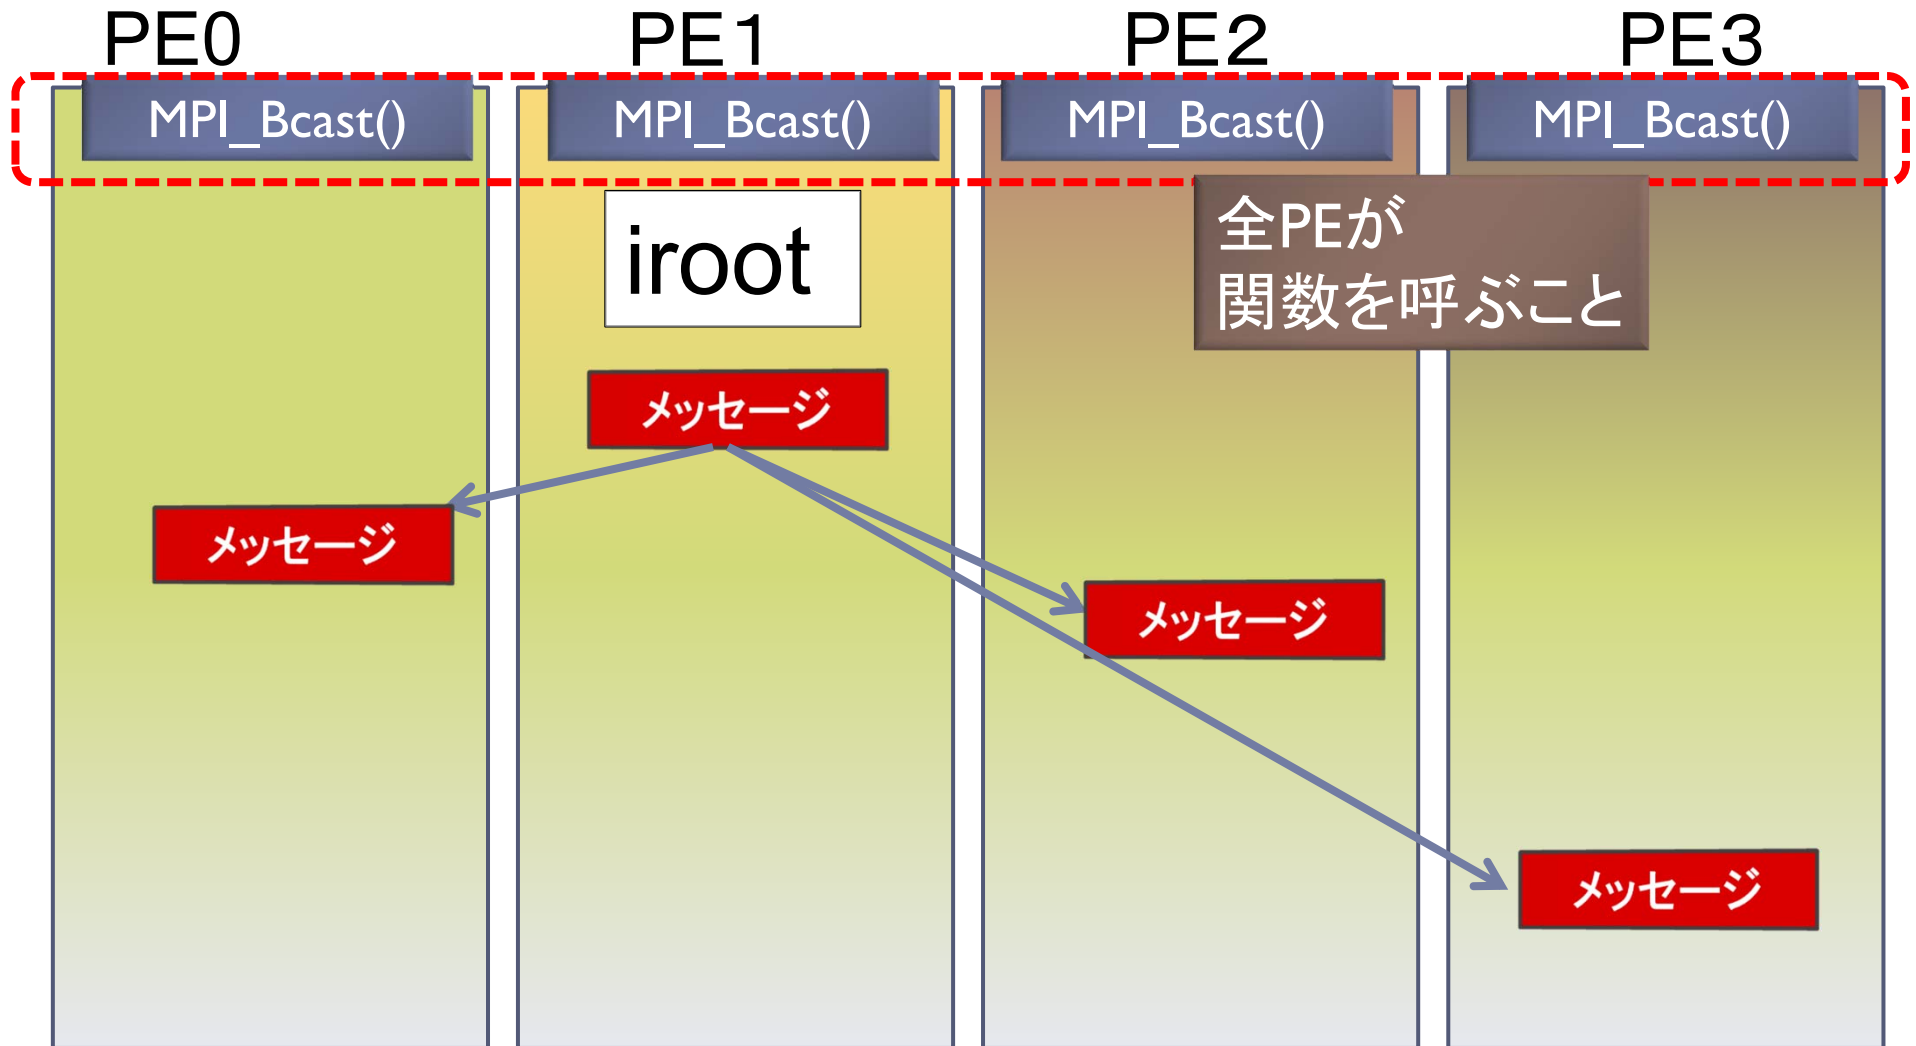 PE0
PE1
PE2
PE3
MPI_Bcast()
MPI_Bcast()
MPI_Bcast()
MPI_Bcast()
iroot
全PEが
関数を呼ぶこと
メッセージ
メッセージ
メッセージ
メッセージ